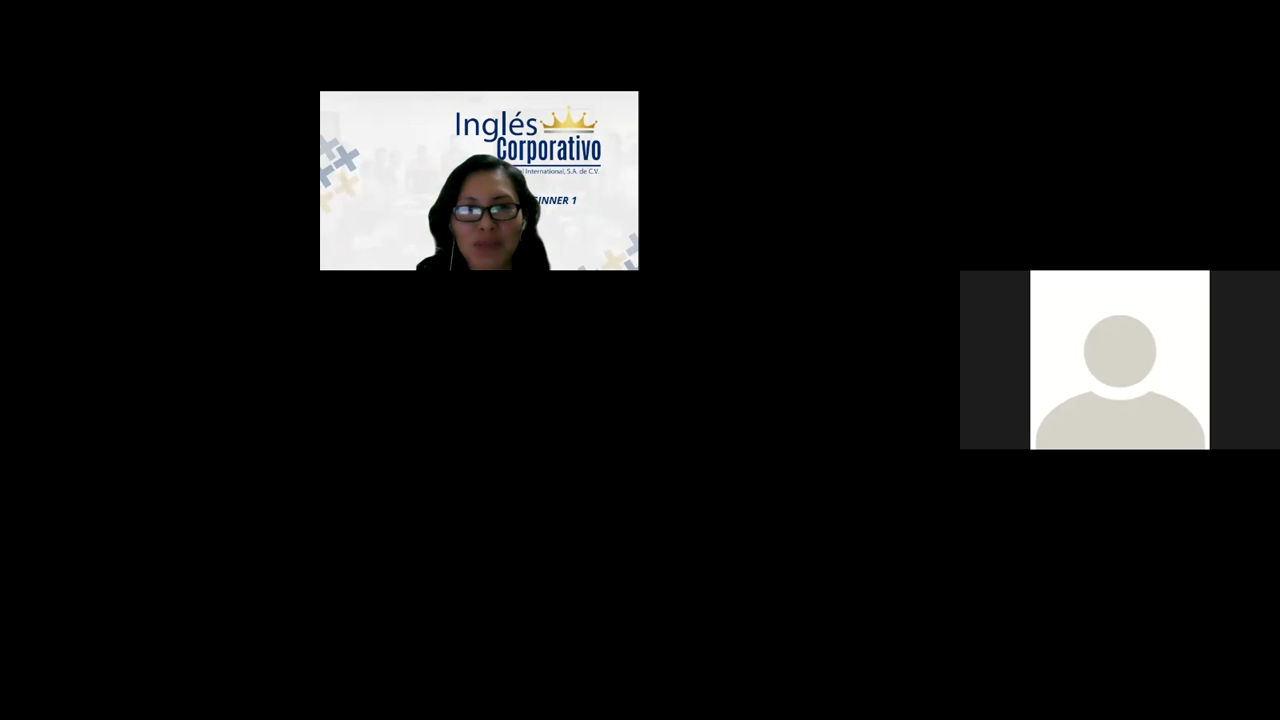 Inglés
Corporativo
International, S.A. de C.V.
INNER 1